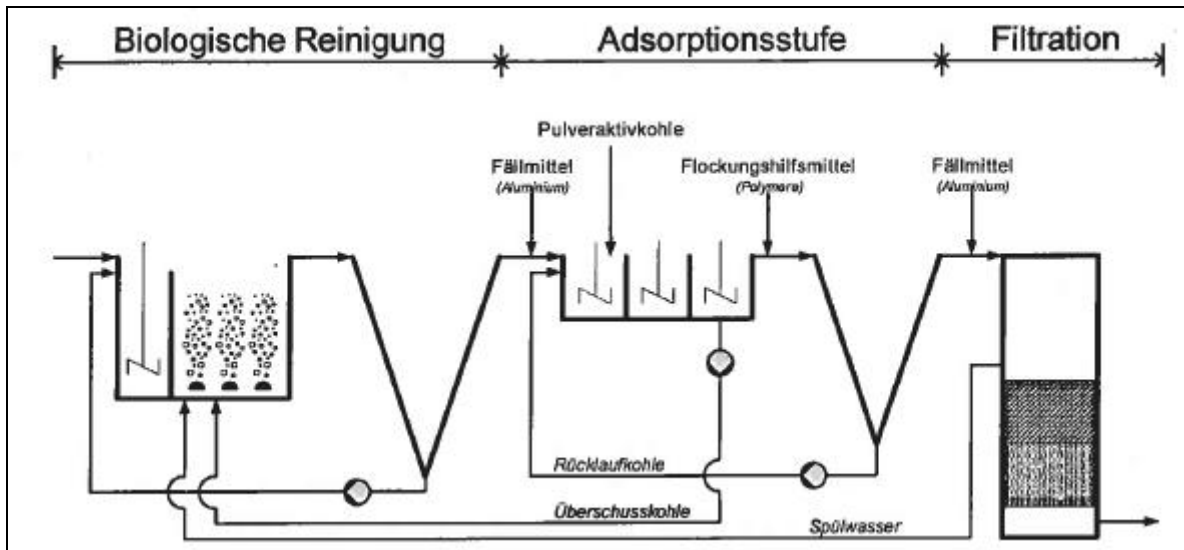 Biologische Reinigung
Adsorptionsstufe
Filtration
Pulveraktivkohle
Fällmittel
(Aluminium)
Flockungshilfsmittel
(Polymere)
Fällmittel
(Aluminium)
Rücklaufkohle
Überschusskohle
Spülwasser